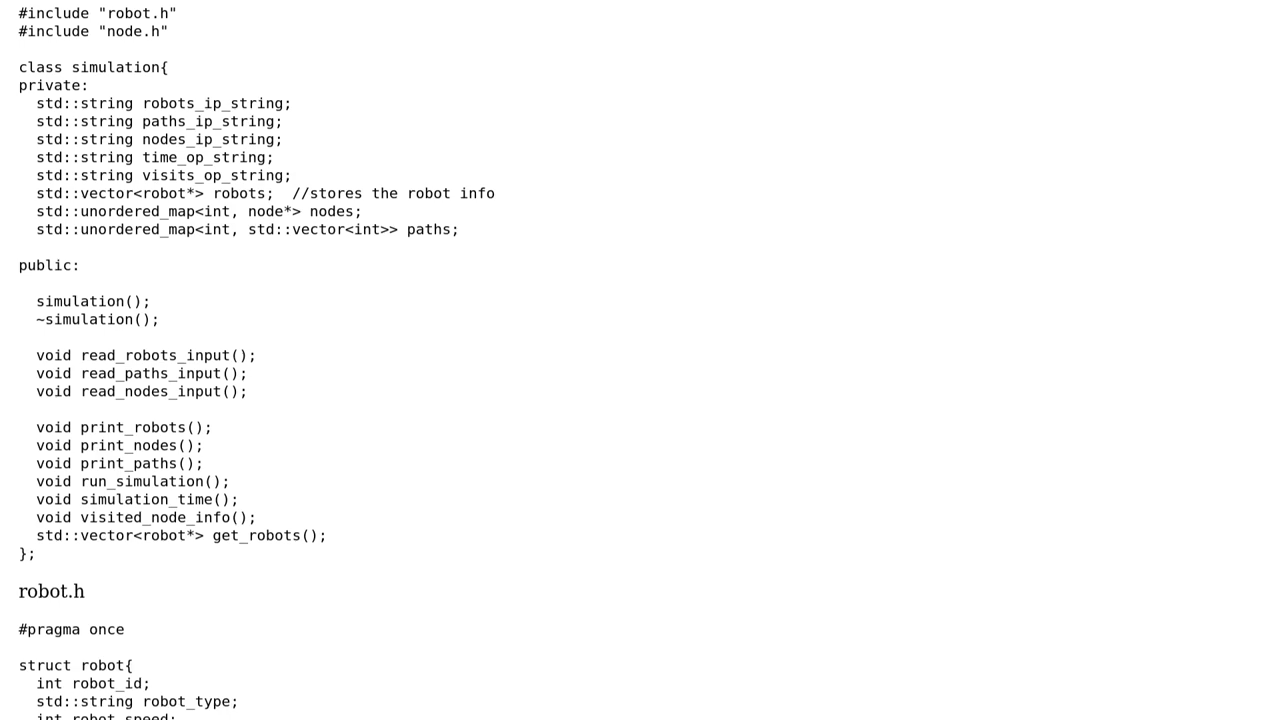 #include "robot.h"
#include "node.h"
class simulation{
private:
  std::string robots_ip_string;
  std::string paths_ip_string;
  std::string nodes_ip_string;
  std::string time_op_string;
  std::string visits_op_string;
  std::vector<robot*> robots;  //stores the robot info
  std::unordered_map<int, node*> nodes;
  std::unordered_map<int, std::vector<int>> paths;
public:
  simulation();
  ~simulation();
  void read_robots_input();
  void read_paths_input();
  void read_nodes_input();
  void print_robots();
  void print_nodes();
  void print_paths();
  void run_simulation();
  void simulation_time();
  void visited_node_info();
  std::vector<robot*> get_robots();
};
robot.h
#pragma once
struct robot{
  int robot_id;
  std::string robot_type;
  int robot_speed;